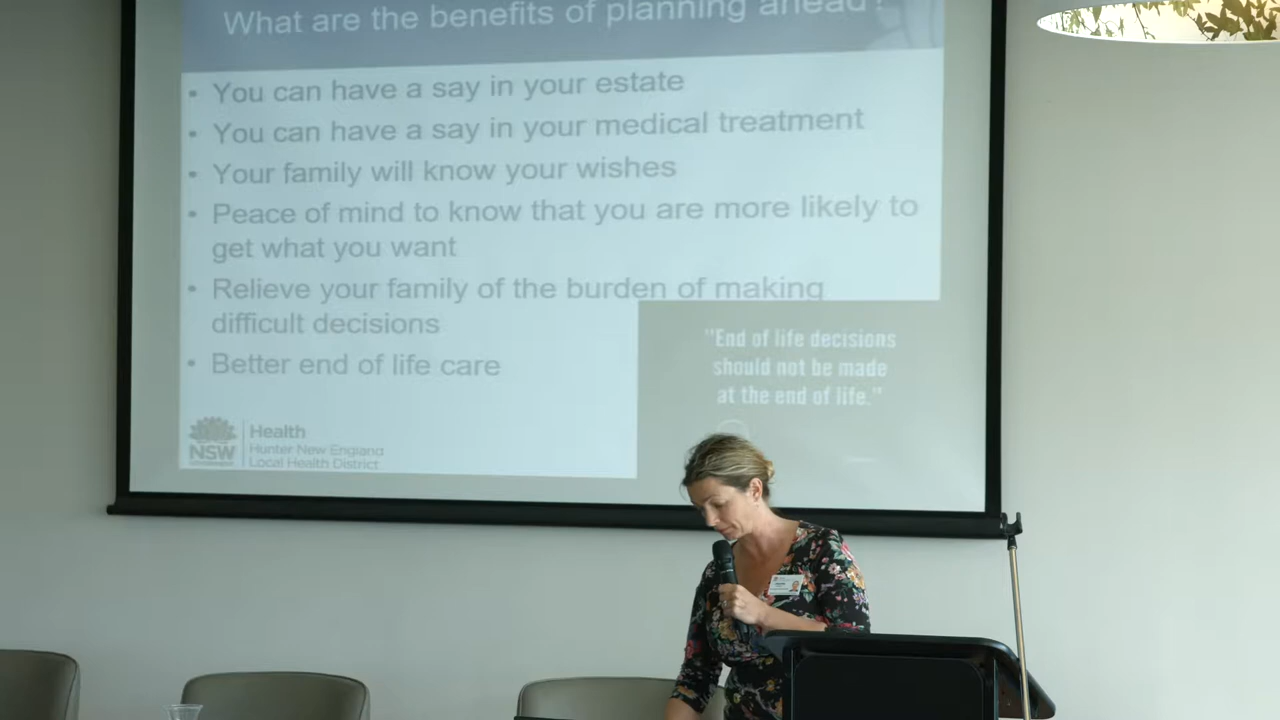 What are the benefits of planning ahead?
• You can have a say in your estate
• You can have a say in your medical treatment
• Your family will know your wishes
• Peace of mind to know that you are more likely to
get what you want
• Relieve your family of the burden of making
difficult decisions
• Better end of life care
"End of life decisions
should not be made
at the end of life."
NSW
Health
Hunter New England
Local Health District